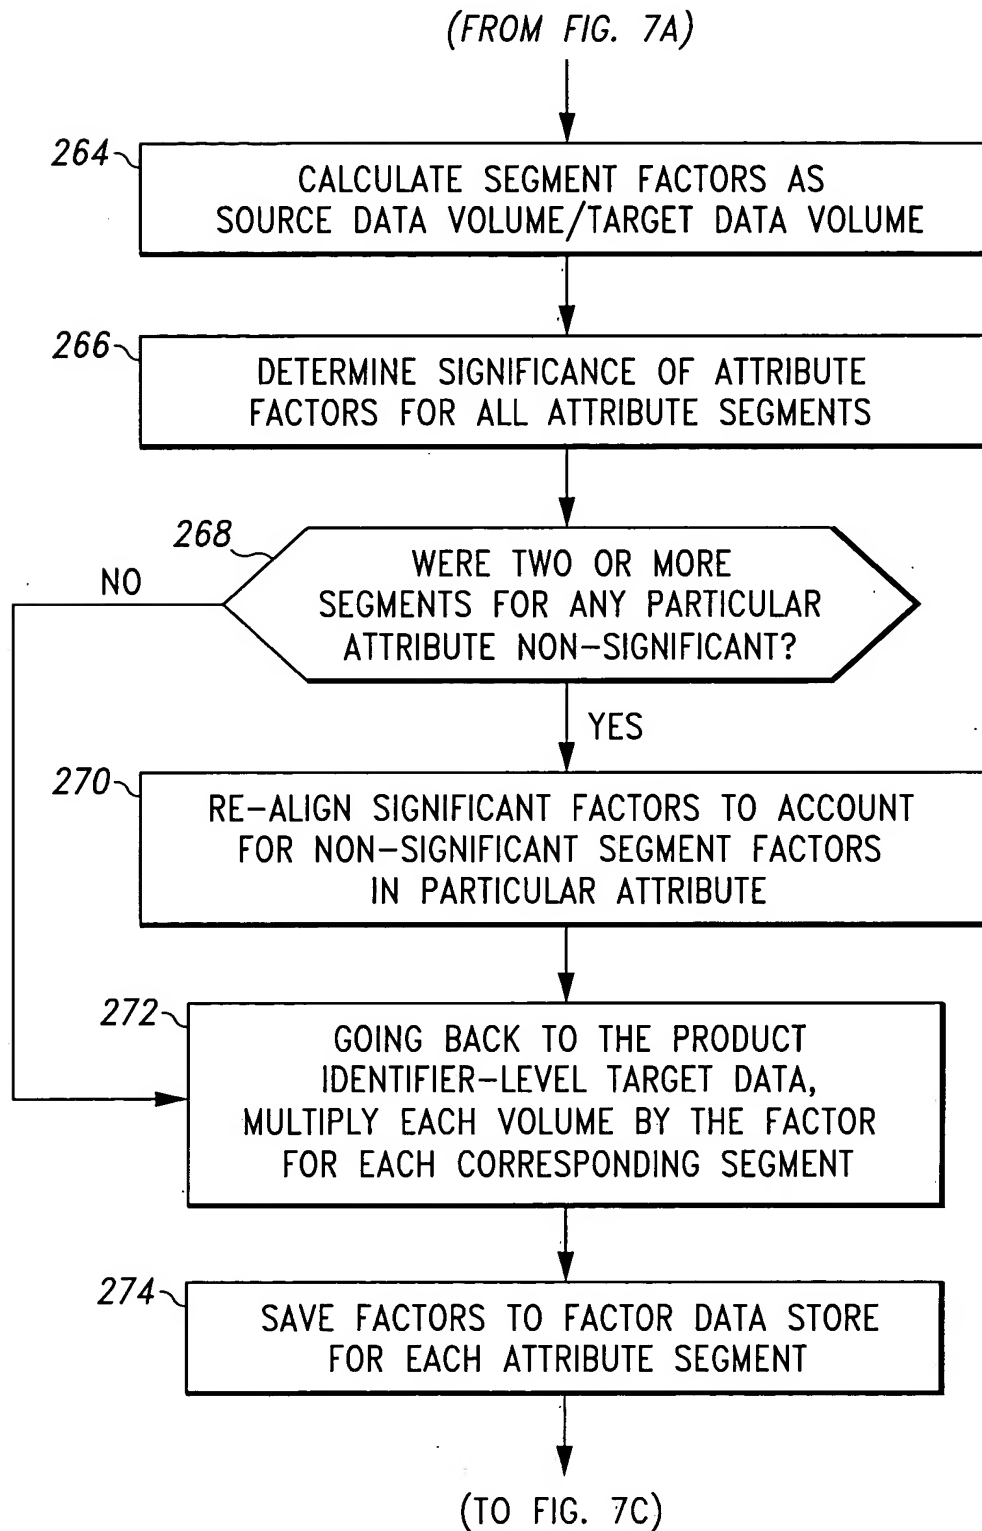 (FROM FIG. 7A)
264
CALCULATE SEGMENT FACTORS AS
SOURCE DATA VOLUME/TARGET DATA VOLUME
266
DETERMINE SIGNIFICANCE OF ATTRIBUTE
FACTORS FOR ALL ATTRIBUTE SEGMENTS
268
NO
WERE TWO OR MORE
SEGMENTS FOR ANY PARTICULAR
ATTRIBUTE NON-SIGNIFICANT?
YES
270
RE-ALIGN SIGNIFICANT FACTORS TO ACCOUNT
FOR NON-SIGNIFICANT SEGMENT FACTORS
IN PARTICULAR ATTRIBUTE
272
GOING BACK TO THE PRODUCT
IDENTIFIER-LEVEL TARGET DATA,
MULTIPLY EACH VOLUME BY THE FACTOR
FOR EACH CORRESPONDING SEGMENT
274
SAVE FACTORS TO FACTOR DATA STORE
FOR EACH ATTRIBUTE SEGMENT
(TO FIG. 7C)